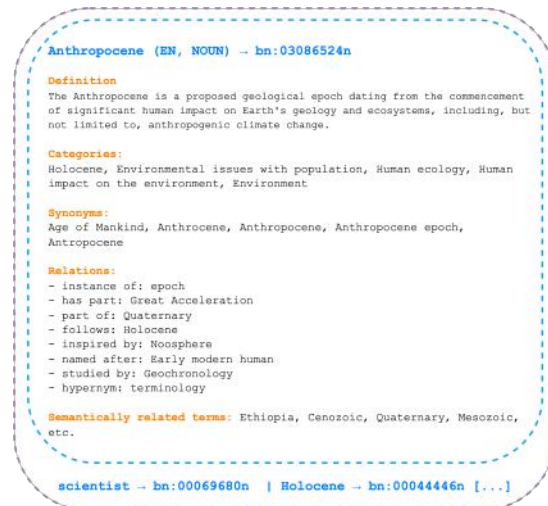 Anthropocene (EN, NOUN) → bn:03086524n
Definition
The Anthropocene is a proposed geological epoch dating from the commencement
of significant human impact on Earth's geology and ecosystems, including, but
not limited to, anthropogenic climate change.
Categories:
Holocene, Environmental issues with population, Human ecology, Human
impact on the environment, Environment
Synonyms:
Age of Mankind, Anthrocene, Anthropocene, Anthropocene epoch,
Antropocene
Relations:
- instance of: epoch
- has part: Great Acceleration
- part of: Quaternary
- follows: Holocene
- inspired by: Noosphere
- named after: Early modern human
- studied by: Geochronology
- hypernym: terminology
Semantically related terms: Ethiopia, Cenozoic, Quaternary, Mesozoic,
etc.
scientist → bn:00069680n | Holocene → bn:00044446n [...]